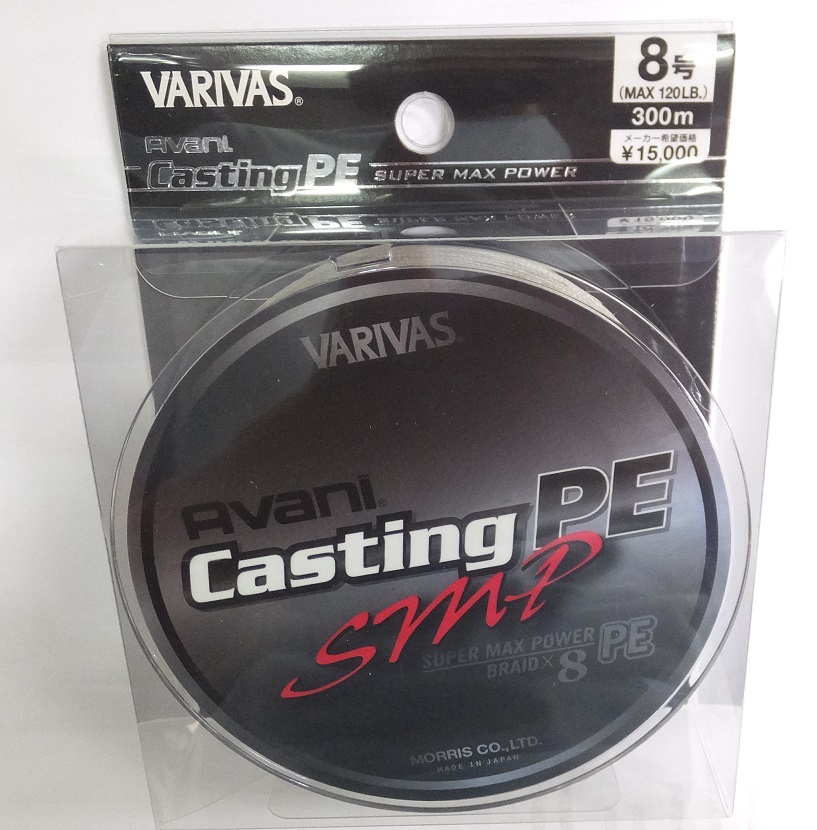 VARIVAS®
Avani
Casting PE SUPER MAX POWER
8号
(MAX 120LB.)
300m
メーカー希望価格
¥15,000
VARIVAS®
Avani®
Casting PE
SMP
SUPER MAX POWER
BRAID×8 PE
MORRIS CO.,LTD.
MADE IN JAPAN